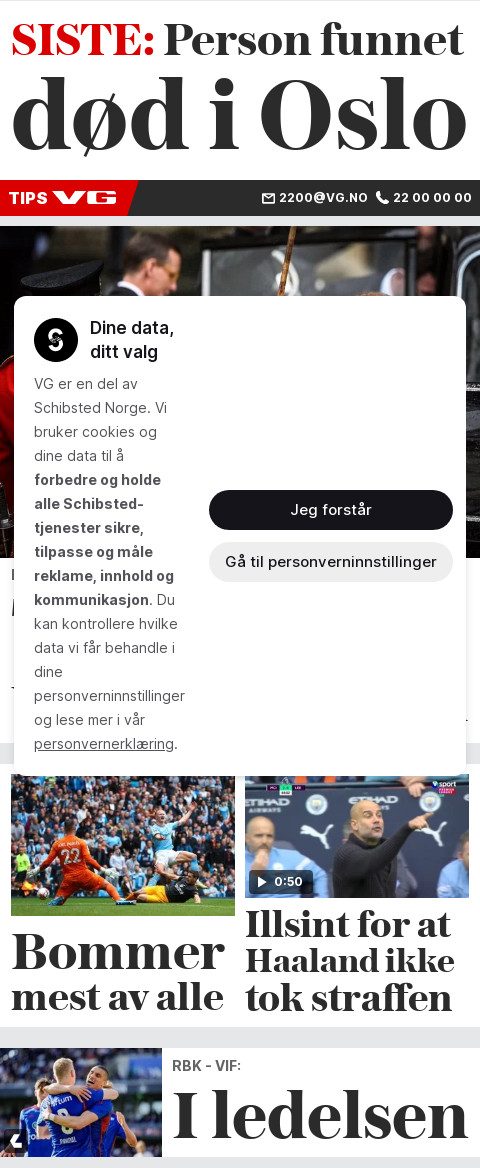 SISTE: Person funnet
død i Oslo
TIPS VG
2200@VG.NO 22 00 00 00
Dine data,
ditt valg
VG er en del av
Schibsted Norge. Vi
bruker cookies og
dine data til å
forbedre og holde
alle Schibsted-
tjenester sikre,
tilpasse og måle
reklame, innhold og
kommunikasjon. Du
kan kontrollere hvilke
data vi får behandle i
dine
personverninnstillinger
og lese mer i vår
personvernerklæring.
Jeg forstår
Gå til personverninnstillinger
22
Bommer
mest av alle
ETIHAD
sport
0:50
Illsint for at
Haaland ikke
tok straffen
RBK - VIF:
I ledelsen